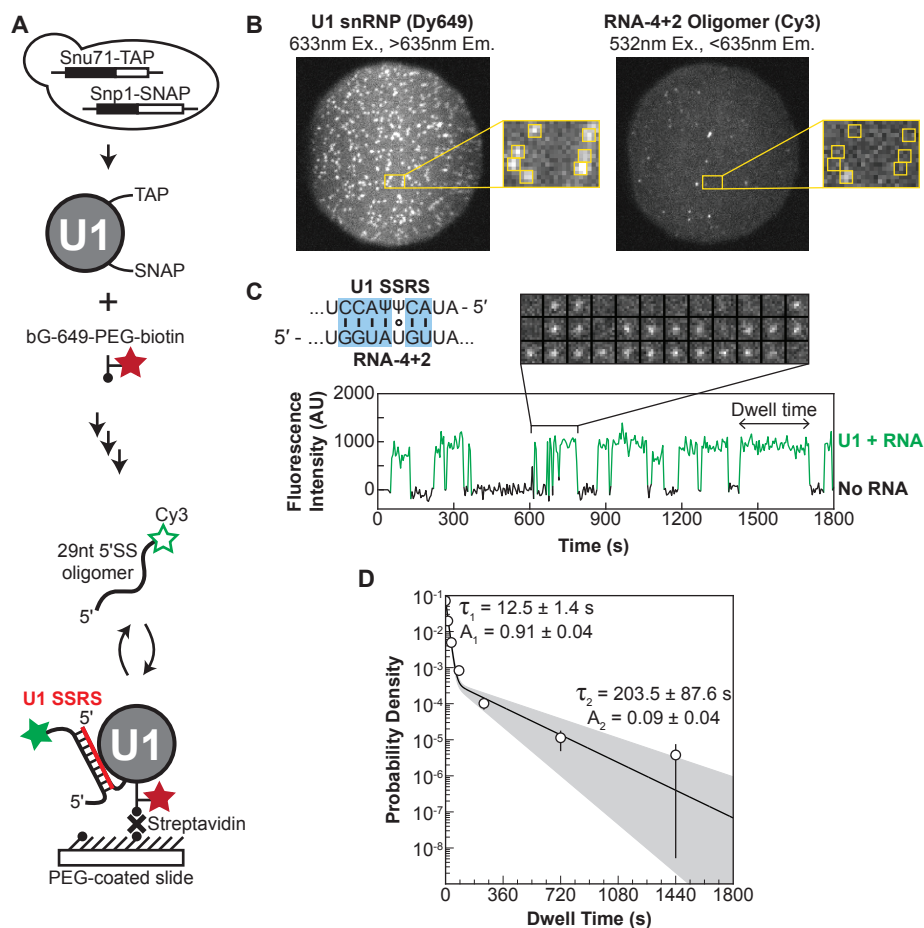 A
Snu71-TAP
Snp1-SNAP
TAP
U1
SNAP
+
bG-649-PEG-biotin
Cy3
29nt 5'SS
oligomer
5'
U1 SSRS
5'
U1
5'
Streptavidin
PEG-coated slide
B
U1 snRNP (Dy649)
633nm Ex., >635nm Em.
RNA-4+2 Oligomer (Cy3)
532nm Ex., <635nm Em.
C
U1 SSRS
...UCCAΨΨCAUA - 5′
5′ - ...UGGUAUGUUA...
RNA-4+2
Fluorescence
Intensity (AU)
2000
1000
0
Dwell time
U1 + RNA
No RNA
0 300 600 900 1200 1500 1800
Time (s)
D
Probability Density
10-1
10-2
10-3
10-4
10-5
10-6
10-7
10-8
τ1 = 12.5 ± 1.4 s
A1 = 0.91 ± 0.04
τ2 = 203.5 ± 87.6 s
A2 = 0.09 ± 0.04
0 360 720 1080 1440 1800
Dwell Time (s)